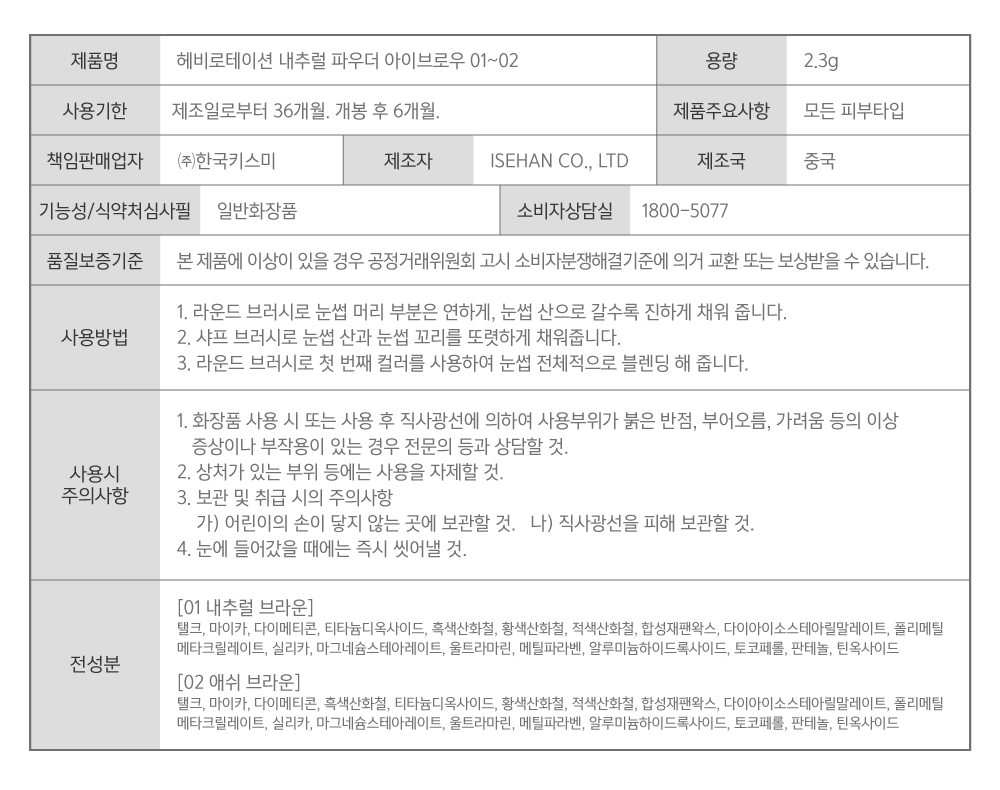 제품명 헤비로테이션 내추럴 파우더 아이브로우 01~02 용량 2.3g
사용기한 제조일로부터 36개월. 개봉 후 6개월. 제품주요사항 모든 피부타입
책임판매업자 ㈜한국키스미 제조자 ISEHAN CO., LTD 제조국 중국
기능성/식약처심사필 일반화장품 소비자상담실 1800-5077
품질보증기준 본 제품에 이상이 있을 경우 공정거래위원회 고시 소비자분쟁해결기준에 의거 교환 또는 보상받을 수 있습니다.
사용방법
1. 라운드 브러시로 눈썹 머리 부분은 연하게, 눈썹 산으로 갈수록 진하게 채워 줍니다.
2. 샤프 브러시로 눈썹 산과 눈썹 꼬리를 또렷하게 채워줍니다.
3. 라운드 브러시로 첫 번째 컬러를 사용하여 눈썹 전체적으로 블렌딩 해 줍니다.
사용시
주의사항
1. 화장품 사용 시 또는 사용 후 직사광선에 의하여 사용부위가 붉은 반점, 부어오름, 가려움 등의 이상
증상이나 부작용이 있는 경우 전문의 등과 상담할 것.
2. 상처가 있는 부위 등에는 사용을 자제할 것.
3. 보관 및 취급 시의 주의사항
가) 어린이의 손이 닿지 않는 곳에 보관할 것. 나) 직사광선을 피해 보관할 것.
4. 눈에 들어갔을 때에는 즉시 씻어낼 것.
전성분
[01 내추럴 브라운]
탤크, 마이카, 다이메티콘, 티타늄디옥사이드, 흑색산화철, 황색산화철, 적색산화철, 합성재팬왁스, 다이아이소스테아릴말레이트, 폴리메틸
메타크릴레이트, 실리카, 마그네슘스테아레이트, 울트라마린, 메틸파라벤, 알루미늄하이드록사이드, 토코페롤, 판테놀, 틴옥사이드
[02 애쉬 브라운]
탤크, 마이카, 다이메티콘, 흑색산화철, 티타늄디옥사이드, 황색산화철, 적색산화철, 합성재팬왁스, 다이아이소스테아릴말레이트, 폴리메틸
메타크릴레이트, 실리카, 마그네슘스테아레이트, 울트라마린, 메틸파라벤, 알루미늄하이드록사이드, 토코페롤, 판테놀, 틴옥사이드